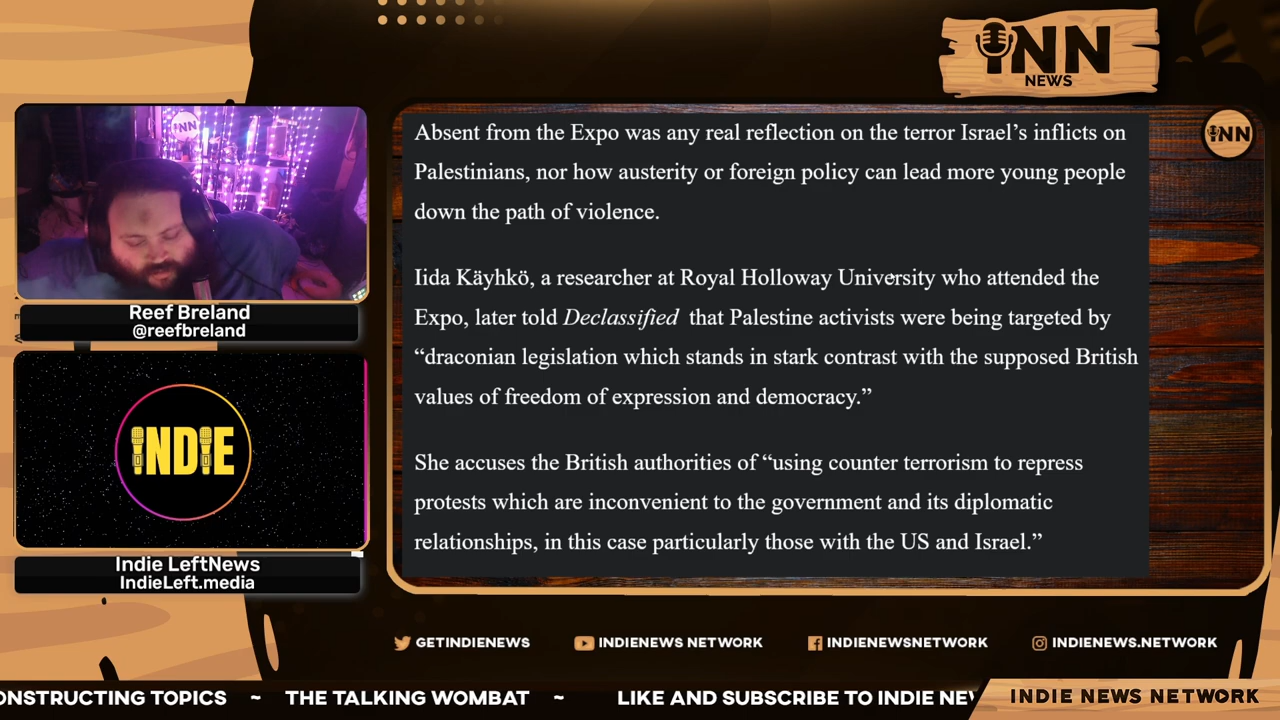 INN
NEWS
INN
INN
Absent from the Expo was any real reflection on the terror Israel’s inflicts on
Palestinians, nor how austerity or foreign policy can lead more young people
down the path of violence.
Iida Käyhkö, a researcher at Royal Holloway University who attended the
Expo, later told Declassified that Palestine activists were being targeted by
“draconian legislation which stands in stark contrast with the supposed British
values of freedom of expression and democracy.”
She accuses the British authorities of “using counter terrorism to repress
protests which are inconvenient to the government and its diplomatic
relationships, in this case particularly those with the US and Israel.”
Reef Breland
@reefbreland
INDIE
Indie LeftNews
IndieLeft.media
GETINDIENEWS
INDIENEWS NETWORK
INDIENEWSNETWORK
INDIENEWS.NETWORK
ONSTRUCTING TOPICS ~ THE TALKING WOMBAT ~ LIKE AND SUBSCRIBE TO INDIE NEW
INDIE NEWS NETWORK